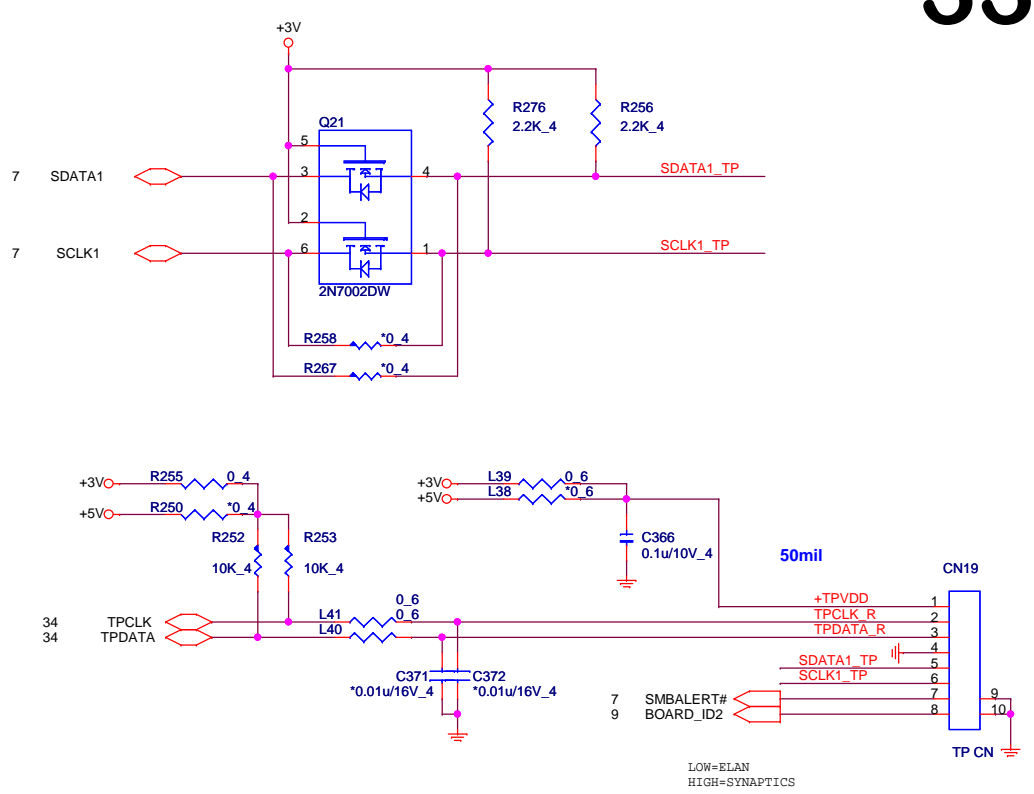 +3V
R276
2.2K_4
R256
2.2K_4
Q21
5
7 SDATA1
3
4
SDATA1_TP
2
7 SCLK1
6
1
SCLK1_TP
2N7002DW
R258 *0_4
R267 *0_4
+3V R255 0_4
+5V R250 *0_4
R252
10K_4
R253
10K_4
+3V L39 0_6
+5V L38 *0_6
C366
0.1u/10V_4
50mil
CN19
+TPVDD 1
0_6
34 TPCLK L41 0_6 TPCLK_R 2
34 TPDATA L40 TPDATA_R 3
4
SDATA1_TP 5
SCLK1_TP 6
C371 C372
*0.01u/16V_4 *0.01u/16V_4
7 SMBALERT# 7 9
9 BOARD_ID2 8 10
TP CN
LOW=ELAN
HIGH=SYNAPTICS